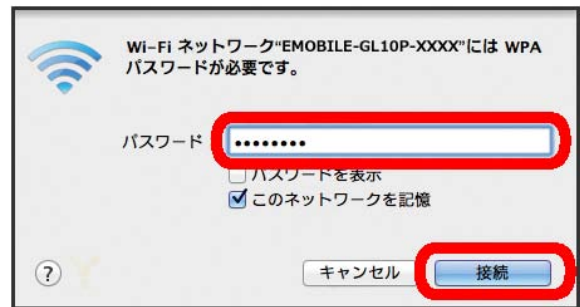 Wi-Fi ネットワーク“EMOBILE-GL10P-XXXX”には WPA
パスワードが必要です。
パスワード ••••••••
パスワードを表示
このネットワークを記憶
? キャンセル 接続